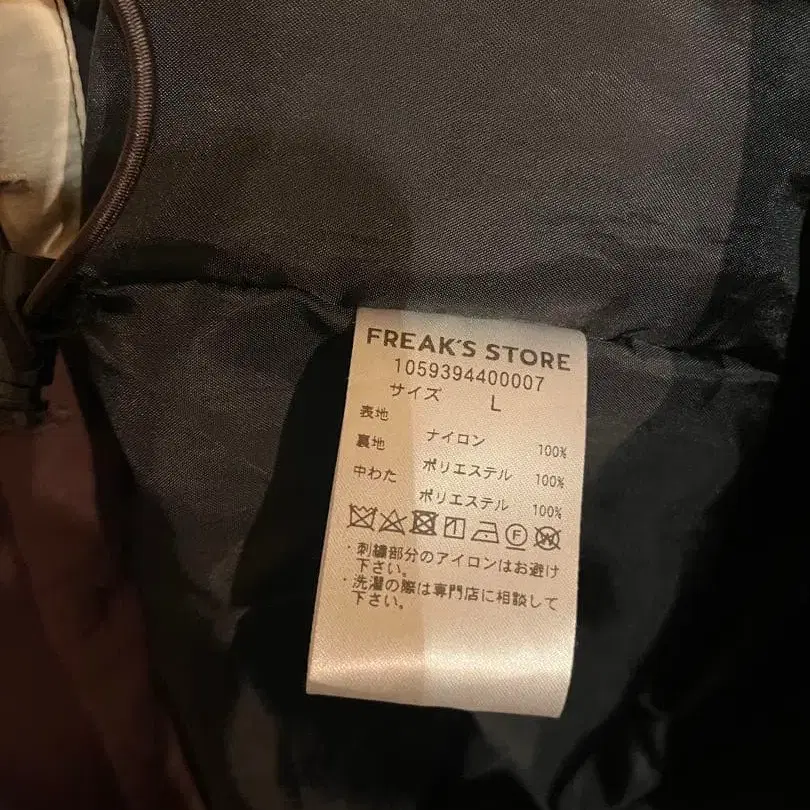 FREAK'S STORE
1059394400007
サイズ L
表地 ナイロン 100%
裏地 ポリエステル 100%
中わた ポリエステル 100%
F W
・刺繍部分のアイロンはお避け
下さい。
・洗濯の際は専門店に相談して
下さい。